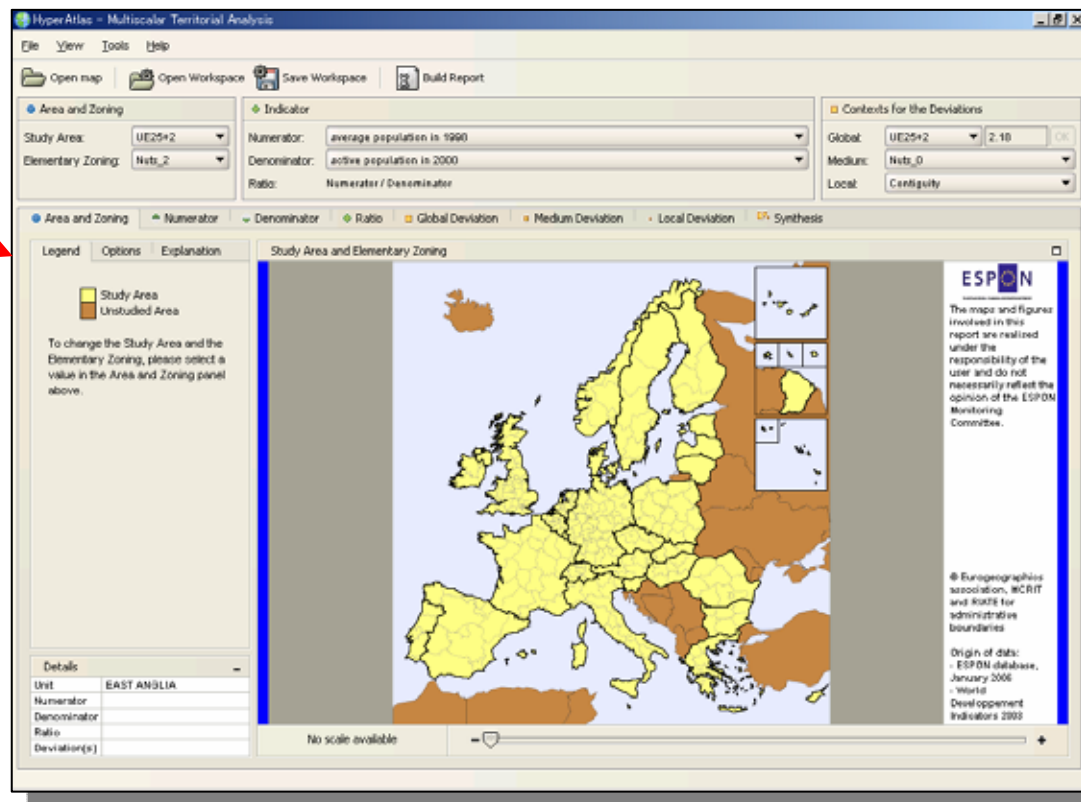 HyperAtlas - Multiscalar Territorial Analysis
File View Tools Help
Open map Open Workspace Save Workspace Build Report
Area and Zoning
Study Area: UE25+2
Elementary Zoning: Nuts_2
Indicator
Numerator: average population in 1998
Denominator: active population in 2000
Ratio: Numerator / Denominator
Contexts for the Deviations
Global: UE25+2 2.18 OK
Medium: Nuts_0
Local: Contiguity
Area and Zoning Numerator Denominator Ratio Global Deviation Medium Deviation Local Deviation Synthesis
Legend Options Explanation
Study Area
Unstudied Area
To change the Study Area and the
Elementary Zoning, please select a
value in the Area and Zoning panel
above.
Study Area and Elementary Zoning
ESPON
The maps and figures
involved in this
report are realized
under the
responsibility of the
user and do not
necessarily reflect the
opinion of the ESPON
Monitoring
Committee.
© Eurogeographics
association, MCRIT
and RIATE for
administrative
boundaries
Origin of data:
- ESPON database,
January 2006
- World
Developpement
Indicators 2003
Details
Unit EAST ANGLIA
Numerator
Denominator
Ratio
Deviation(s)
No scale available - +